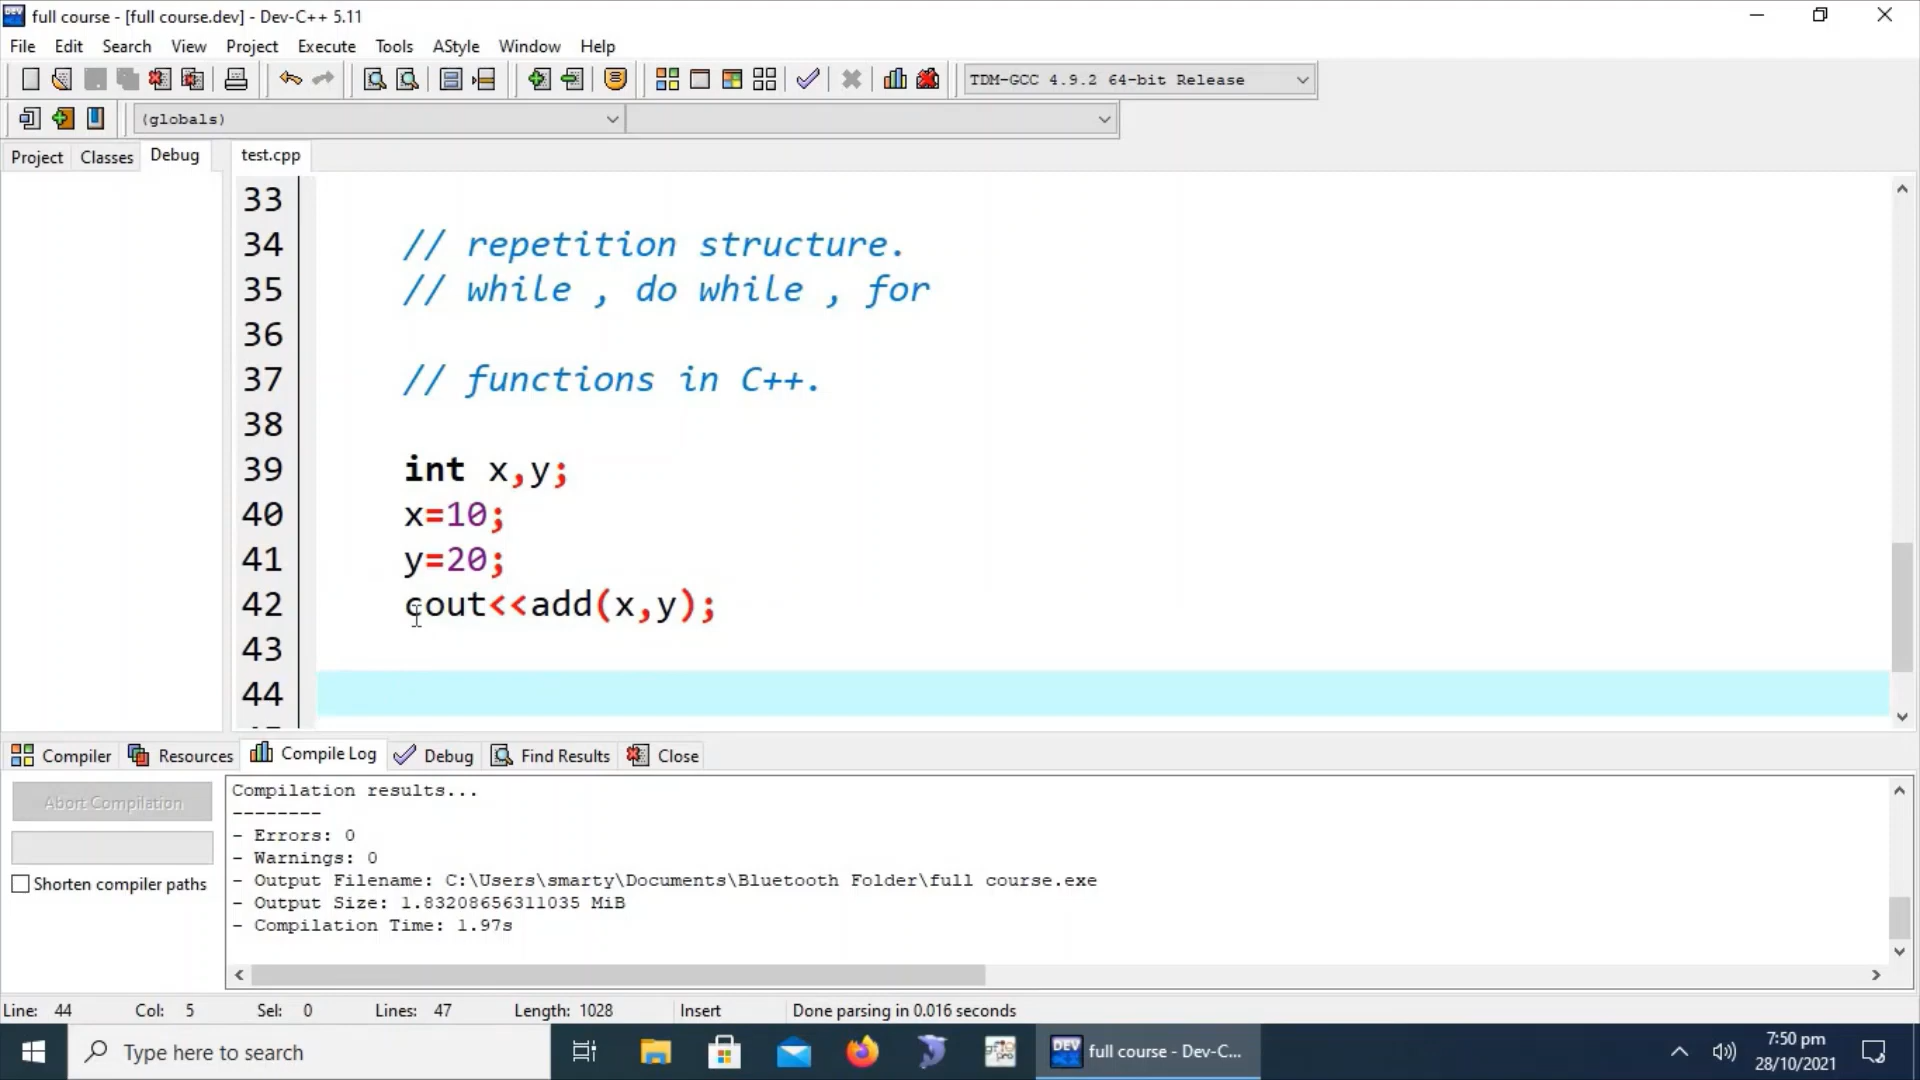 full course - [full course.dev] - Dev-C++ 5.11
File Edit Search View Project Execute Tools AStyle Window Help
TDM-GCC 4.9.2 64-bit Release
(globals)
Project Classes Debug test.cpp
33
34 // repetition structure.
35 // while , do while , for
36
37 // functions in C++.
38
39 int x,y;
40 x=10;
41 y=20;
42 cout<<add(x,y);
43
44
Compiler Resources Compile Log Debug Find Results Close
Abort Compilation
Shorten compiler paths
Compilation results...
--------
- Errors: 0
- Warnings: 0
- Output Filename: C:\Users\smarty\Documents\Bluetooth Folder\full course.exe
- Output Size: 1.83208656311035 MiB
- Compilation Time: 1.97s
Line: 44 Col: 5 Sel: 0 Lines: 47 Length: 1028 Insert Done parsing in 0.016 seconds
Type here to search
DEV full course - Dev-C...
7:50 pm
28/10/2021